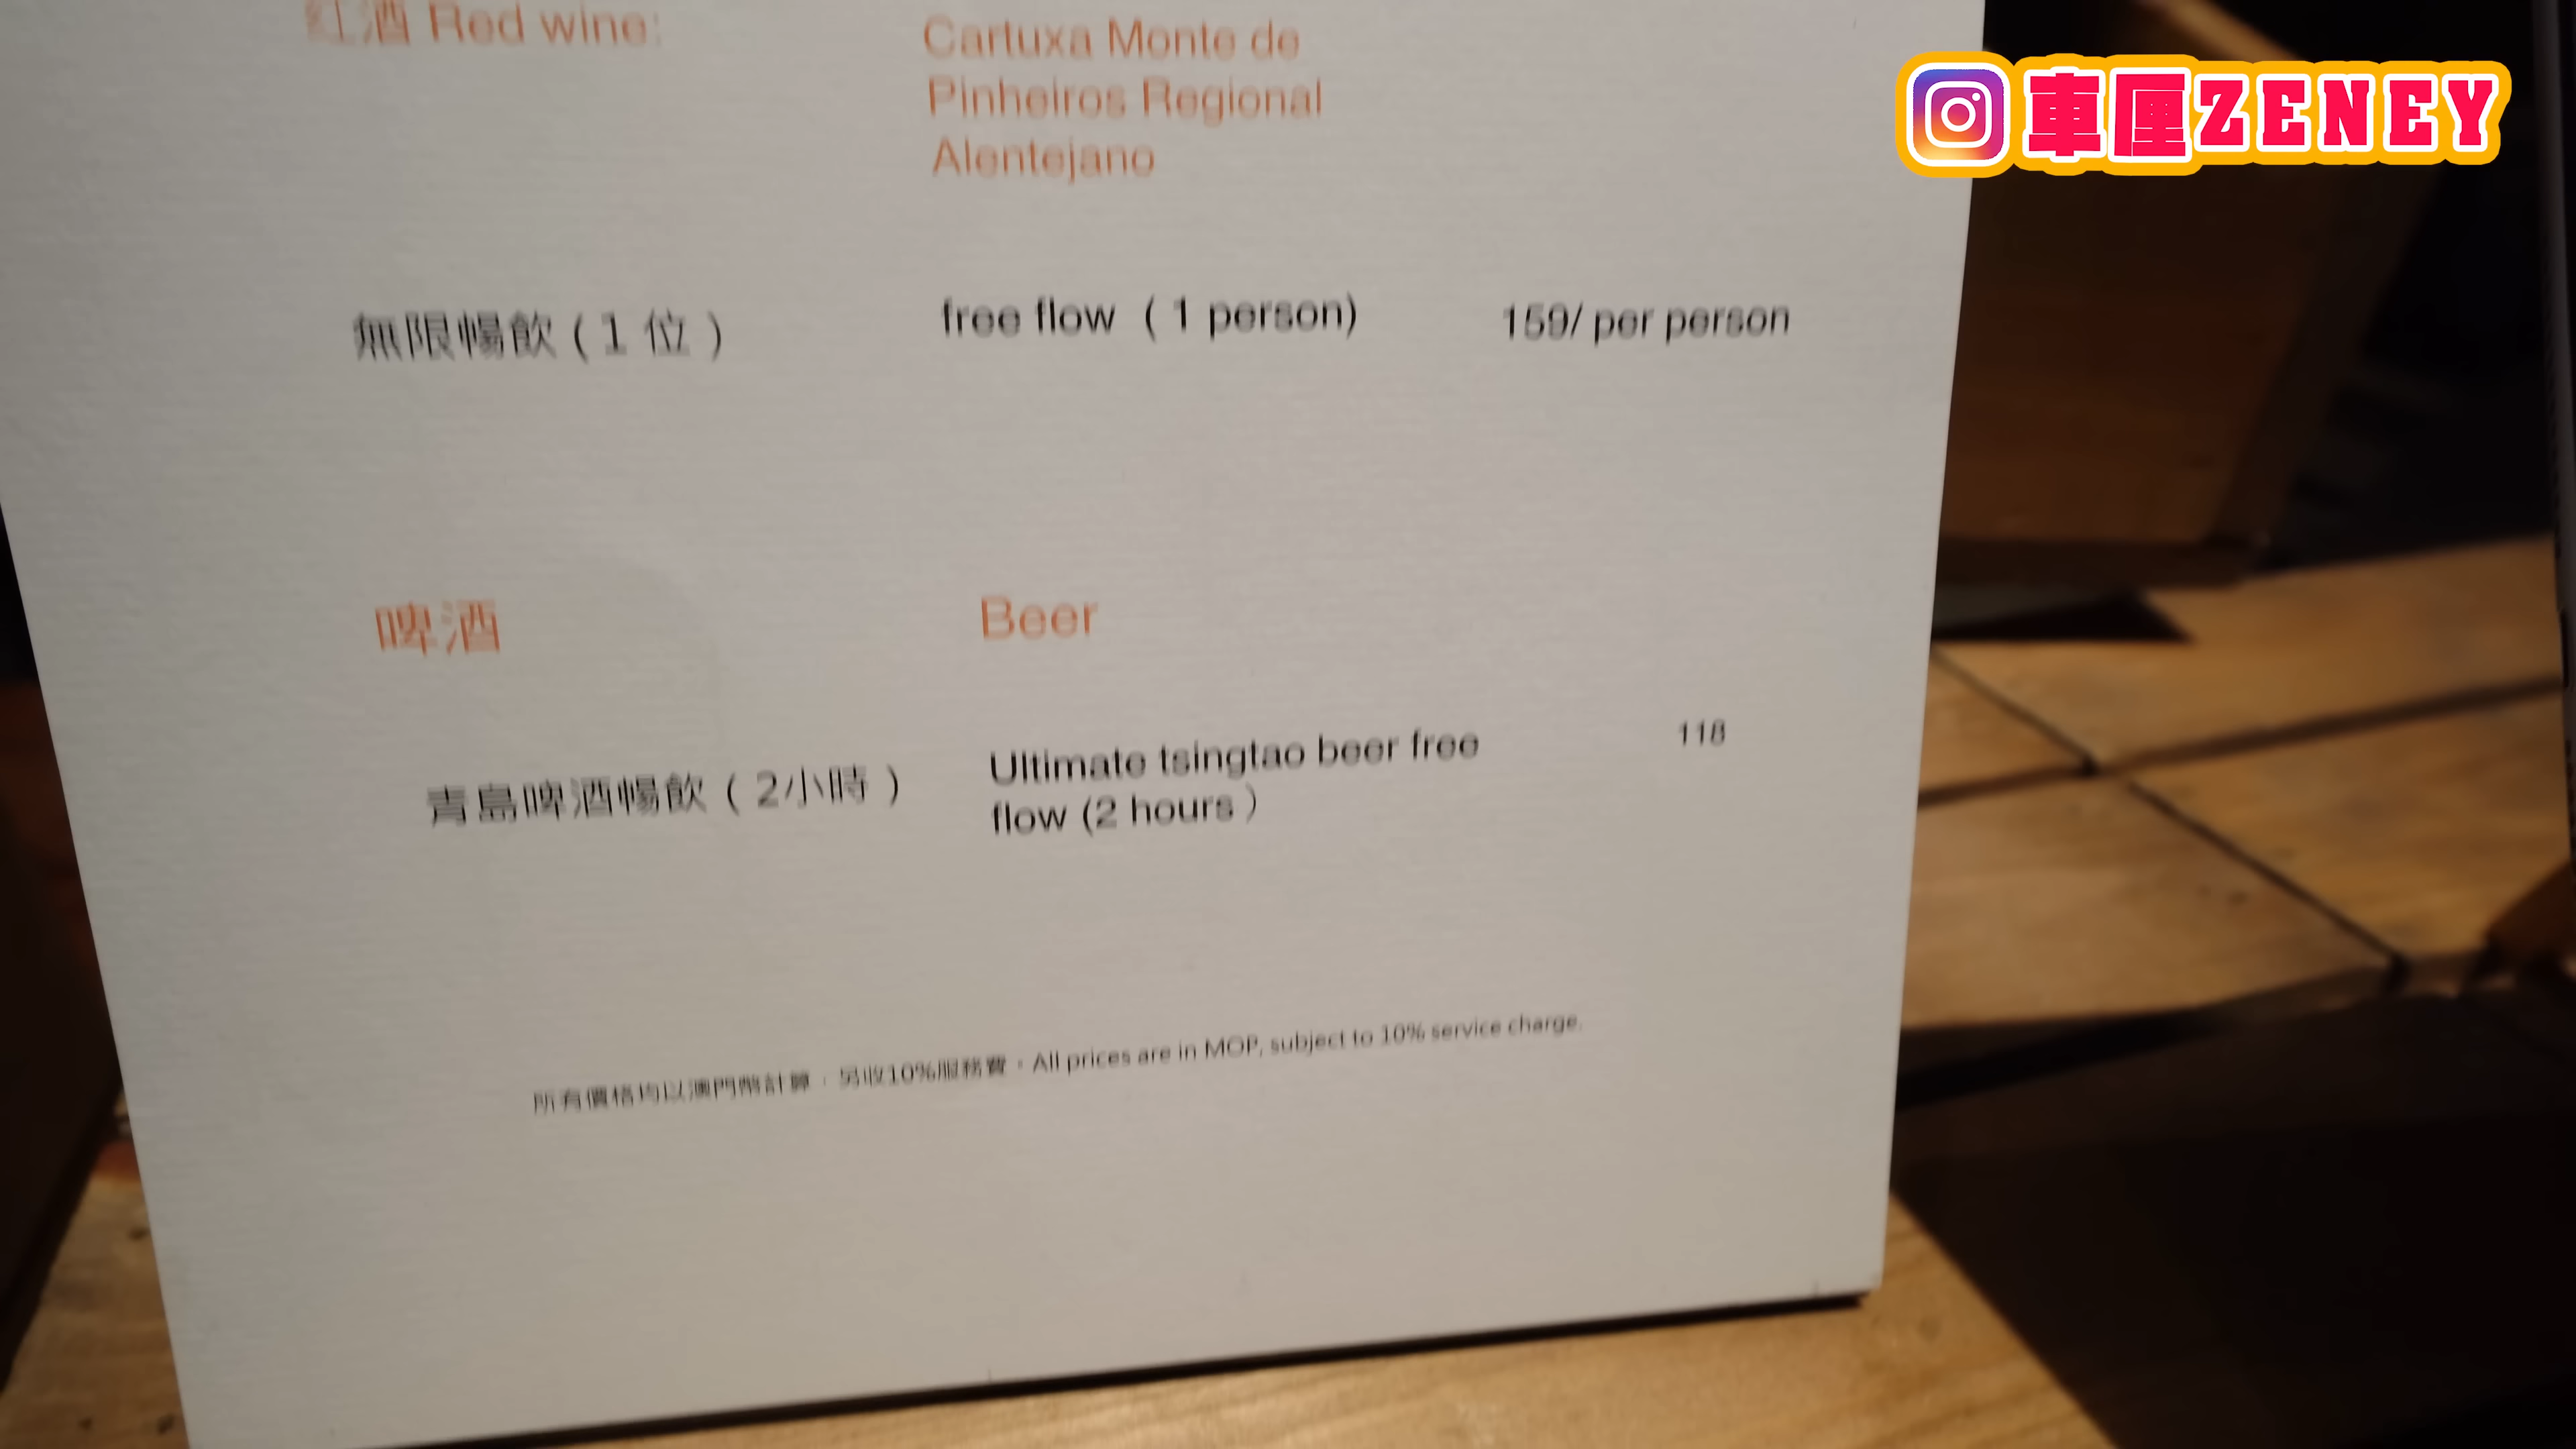 紅酒 Red wine:
Cartuxa Monte de
Pinheiros Regional
Alentejano
無限暢飲 ( 1 位 )
free flow ( 1 person)
159/ per person
啤酒
Beer
青島啤酒暢飲 ( 2小時 )
Ultimate tsingtao beer free
flow (2 hours )
118
所有價格均以澳門幣計算，另收10%服務費。All prices are in MOP, subject to 10% service charge.
車厘ZENEY